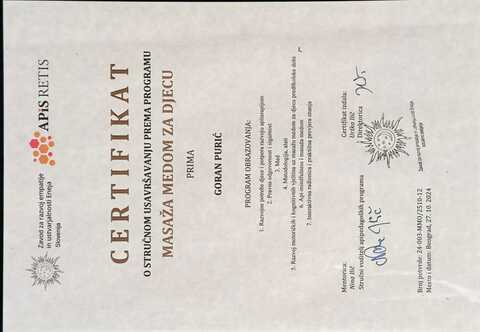 Zavod za razvoj empatije
in ustvarjalnosti Eneja
Slovenija
APiS RETIS
CERTIFIKAT
O STRUČNOM USAVRŠAVANJU PREMA PROGRAMU
MASAŽA MEDOM ZA DJECU
PRIMA
GORAN PURIĆ
PROGRAM OBRAZOVANJA:
1. Razvojne potrebe djece i potpora razvoju apiterapijom
2. Pravna odgovornost i sigurnost
3. Med
4. Metodologija, alati
5. Razvoj motoričkih i kognitivnih vještina uz masažu medom za djecu predškolske dobi
6. Api-mindfulness i masaža medom
7. Interaktivna radionica i praktična provjera znanja
Mentorica:
Nina Ilič
Stručni voditelj apipedagoških programa
Certifikat izdala:
Urška Ilič
Direktorica
Zavod za razvoj empatije in ustvarjalnosti Eneja,
Broj potvrde: 24-003-MMO/2510-12
Mesto i datum: Beograd, 27. 10. 2024